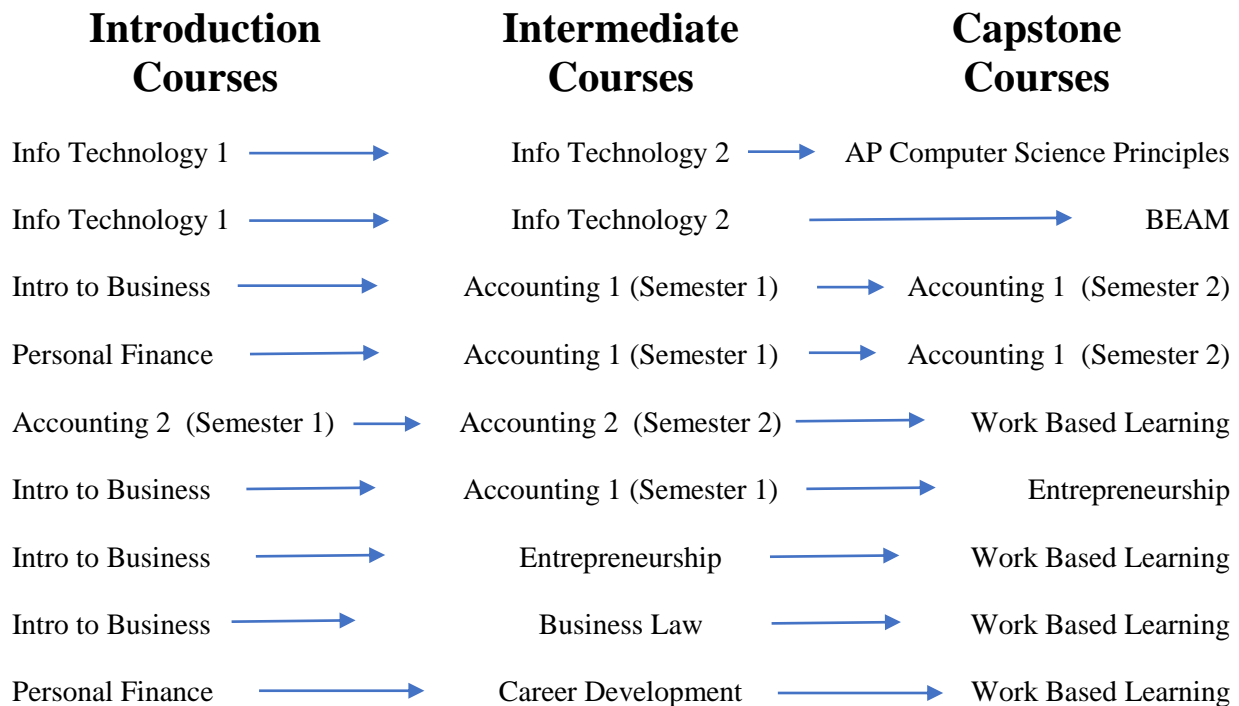 Introduction Courses
Intermediate Courses
Capstone Courses
Info Technology 1 Info Technology 2 AP Computer Science Principles
Info Technology 1 Info Technology 2 BEAM
Intro to Business Accounting 1 (Semester 1) Accounting 1 (Semester 2)
Personal Finance Accounting 1 (Semester 1) Accounting 1 (Semester 2)
Accounting 2 (Semester 1) Accounting 2 (Semester 2) Work Based Learning
Intro to Business Accounting 1 (Semester 1) Entrepreneurship
Intro to Business Entrepreneurship Work Based Learning
Intro to Business Business Law Work Based Learning
Personal Finance Career Development Work Based Learning